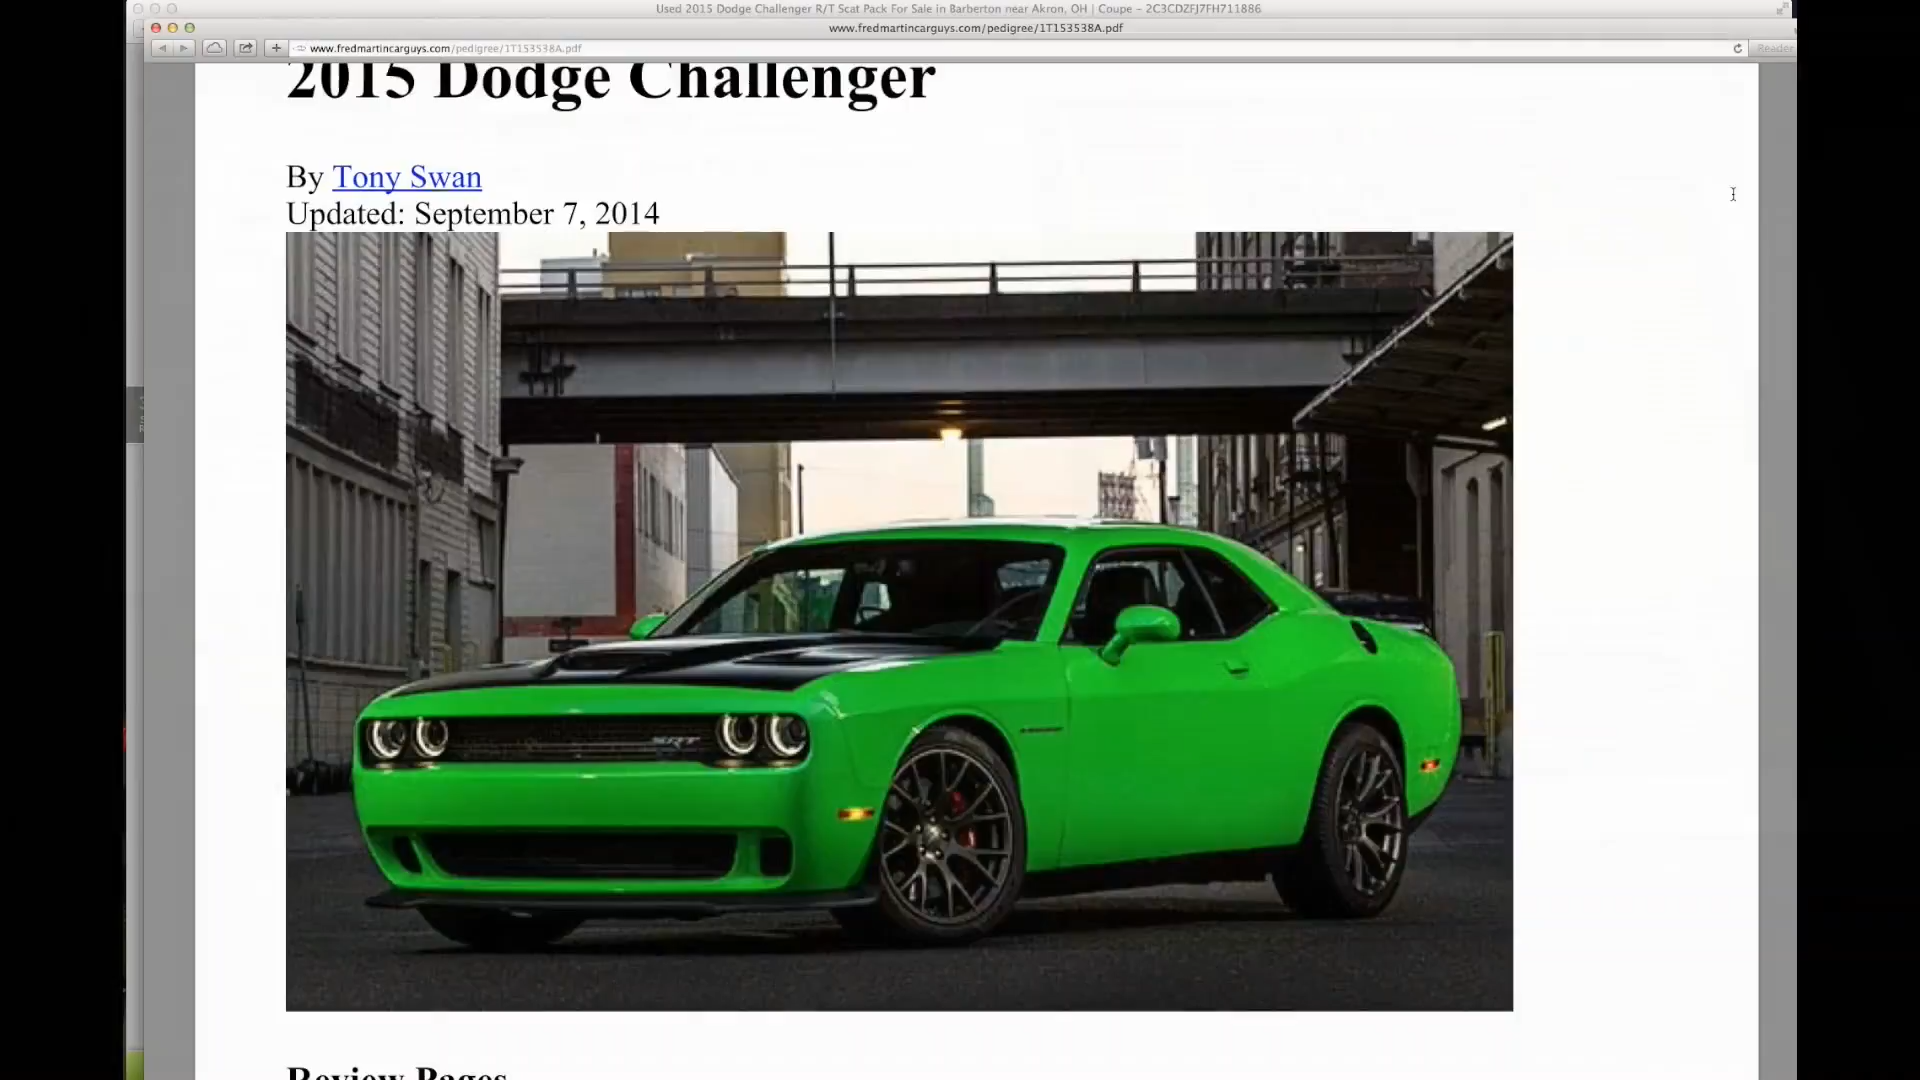 Used 2015 Dodge Challenger R/T Scat Pack For Sale in Barberton near Akron, OH | Coupe – 2C3CDZFJ7FH711886
www.fredmartincarguys.com/pedigree/1T153538A.pdf
www.fredmartincarguys.com/pedigree/1T153538A.pdf
Reader
2015 Dodge Challenger
By Tony Swan
Updated: September 7, 2014
SRT
Review Pages